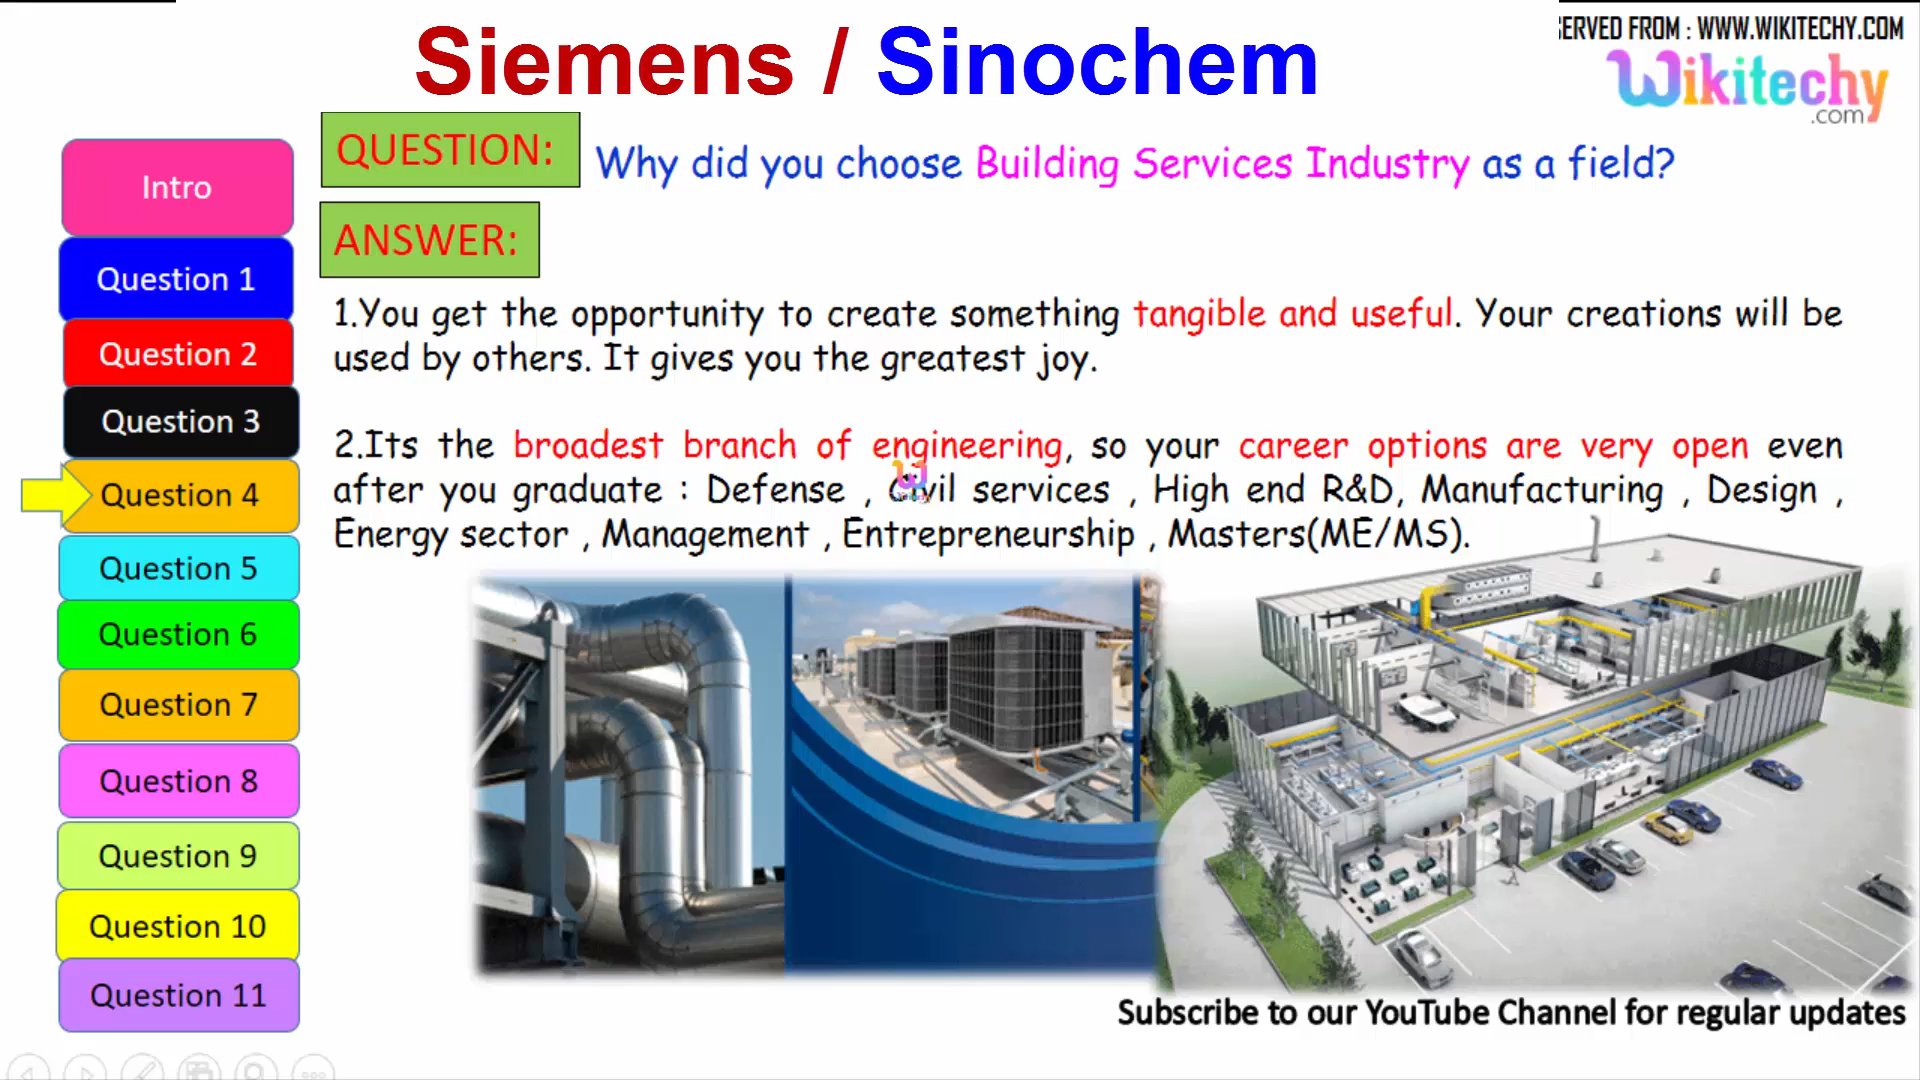 Siemens / Sinochem
SERVED FROM : WWW.WIKITECHY.COM
Wikitechy
.com
QUESTION:
Why did you choose Building Services Industry as a field?
ANSWER:
1.You get the opportunity to create something tangible and useful. Your creations will be
used by others. It gives you the greatest joy.
2.Its the broadest branch of engineering, so your career options are very open even
after you graduate : Defense , Civil services , High end R&D, Manufacturing , Design ,
Energy sector , Management , Entrepreneurship , Masters(ME/MS).
Intro
Question 1
Question 2
Question 3
Question 4
Question 5
Question 6
Question 7
Question 8
Question 9
Question 10
Question 11
Subscribe to our YouTube Channel for regular updates